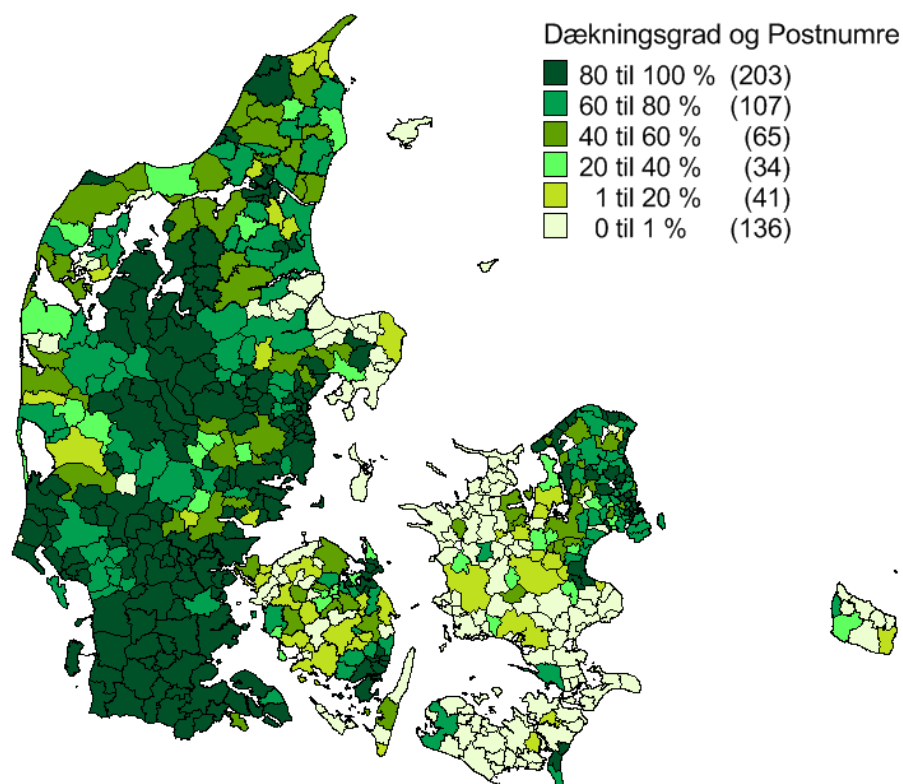 Dækningsgrad og Postnumre
80 til 100 % (203)
60 til 80 % (107)
40 til 60 % (65)
20 til 40 % (34)
1 til 20 % (41)
0 til 1 % (136)